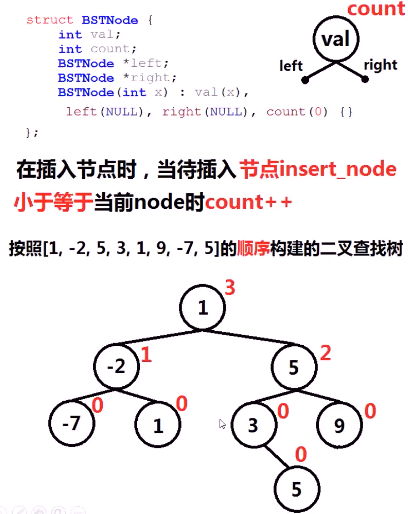 struct BSTNode {
count
int val;
int count;
val
BSTNode *left;
left
right
BSTNode *right;
BSTNode(int x) : val(x),
left(NULL), right(NULL), count(0) {}
};
在插入节点时，当待插入节点insert_node
小于等于当前node时count++
按照[1, -2, 5, 3, 1, 9, -7, 5]的顺序构建的二叉查找树
3
1
1
2
-2
5
0
0
0
0
-7
1
3
9
0
5